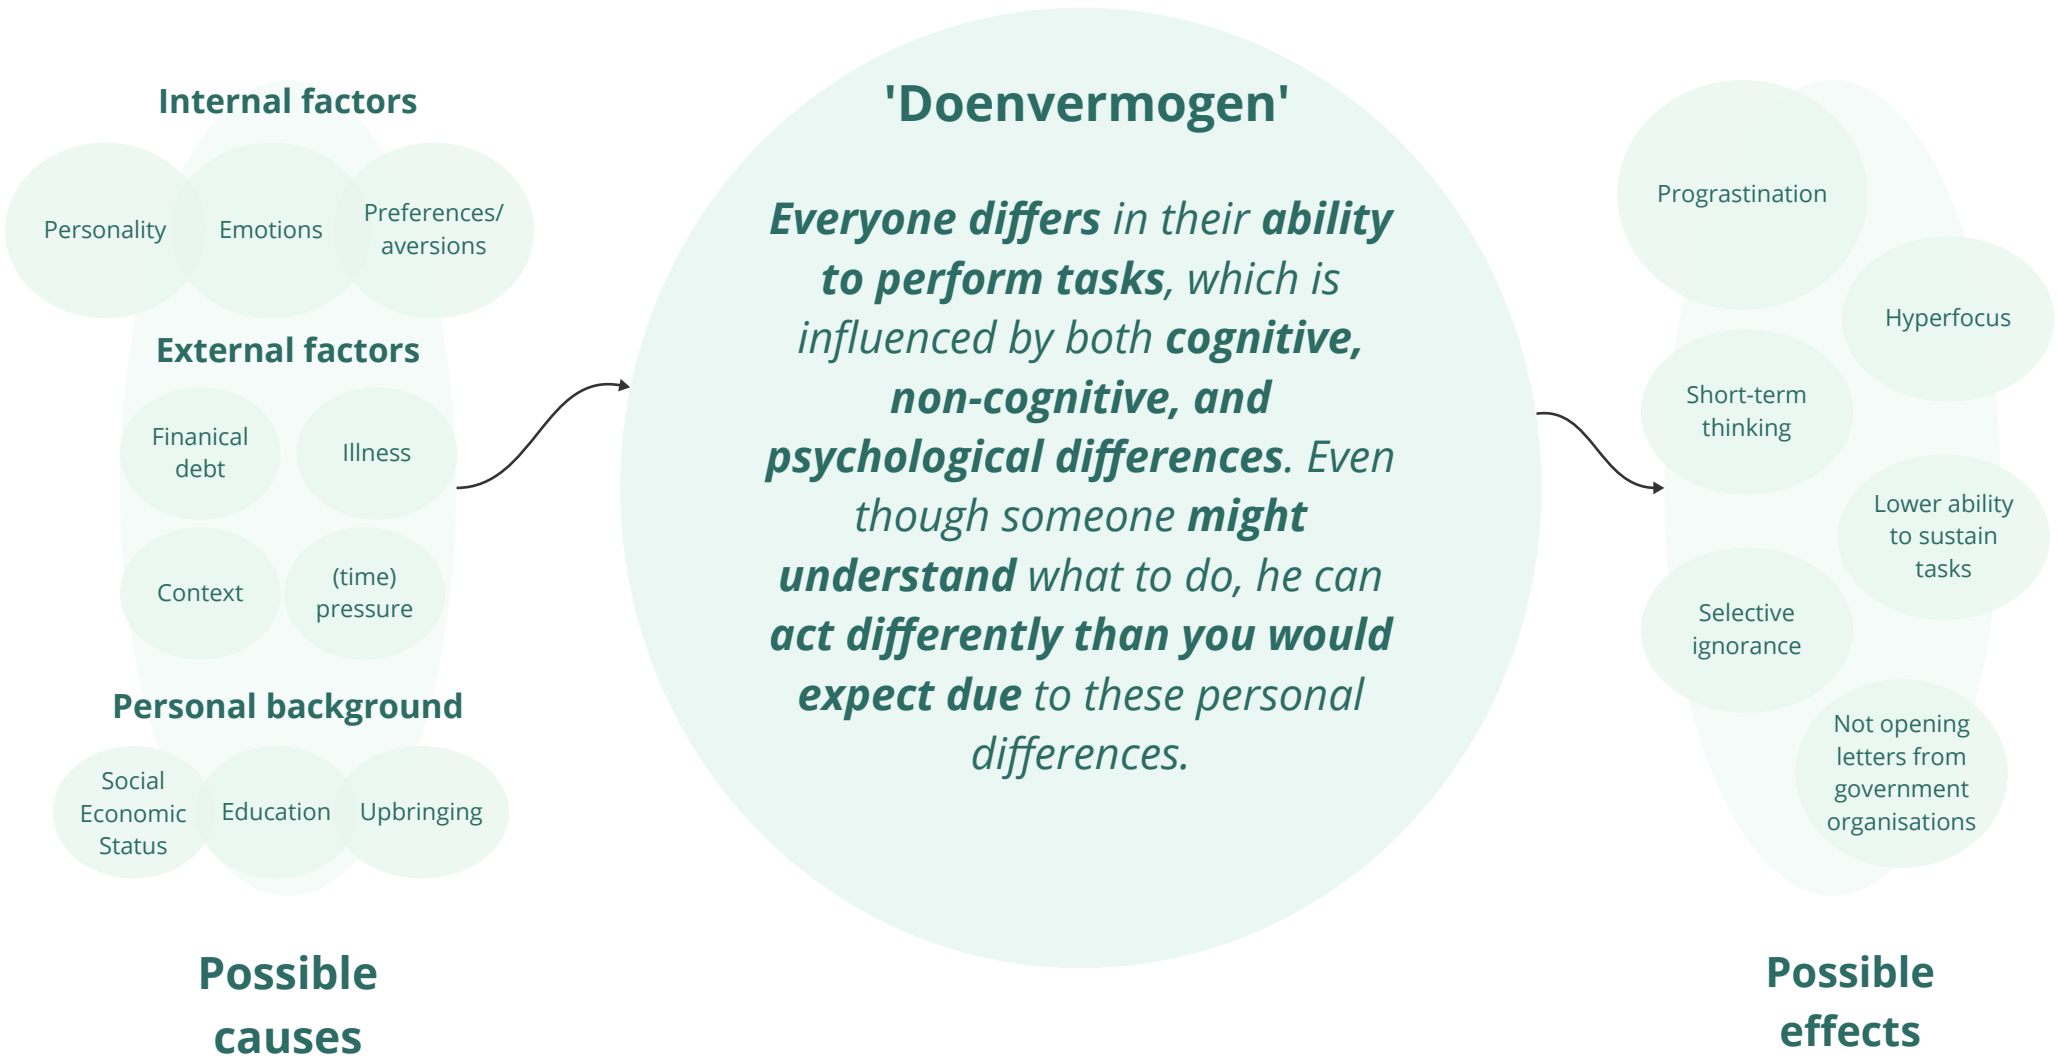 Internal factors
Personality
Emotions
Preferences/
aversions
External factors
Finanical
debt
Illness
Context
(time)
pressure
Personal background
Social
Economic
Status
Education
Upbringing
Possible
causes
'Doenvermogen'
Everyone differs in their ability
to perform tasks, which is
influenced by both cognitive,
non-cognitive, and
psychological differences. Even
though someone might
understand what to do, he can
act differently than you would
expect due to these personal
differences.
Prograstination
Hyperfocus
Short-term
thinking
Lower ability
to sustain
tasks
Selective
ignorance
Not opening
letters from
government
organisations
Possible
effects